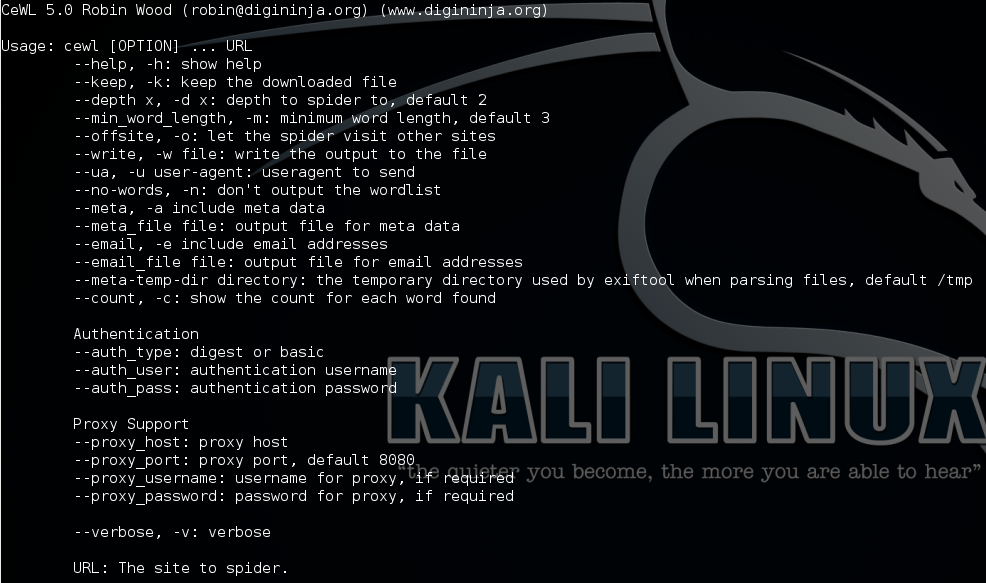 CeWL 5.0 Robin Wood (robin@digininja.org) (www.digininja.org)
Usage: cewl [OPTION] ... URL
--help, -h: show help
--keep, -k: keep the downloaded file
--depth x, -d x: depth to spider to, default 2
--min_word_length, -m: minimum word length, default 3
--offsite, -o: let the spider visit other sites
--write, -w file: write the output to the file
--ua, -u user-agent: useragent to send
--no-words, -n: don't output the wordlist
--meta, -a include meta data
--meta_file file: output file for meta data
--email, -e include email addresses
--email_file file: output file for email addresses
--meta-temp-dir directory: the temporary directory used by exiftool when parsing files, default /tmp
--count, -c: show the count for each word found
Authentication
--auth_type: digest or basic
--auth_user: authentication username
--auth_pass: authentication password
Proxy Support
--proxy_host: proxy host
--proxy_port: proxy port, default 8080
--proxy_username: username for proxy, if required
--proxy_password: password for proxy, if required
--verbose, -v: verbose
URL: The site to spider.
KALI LINUX
"the quieter you become, the more you are able to hear"